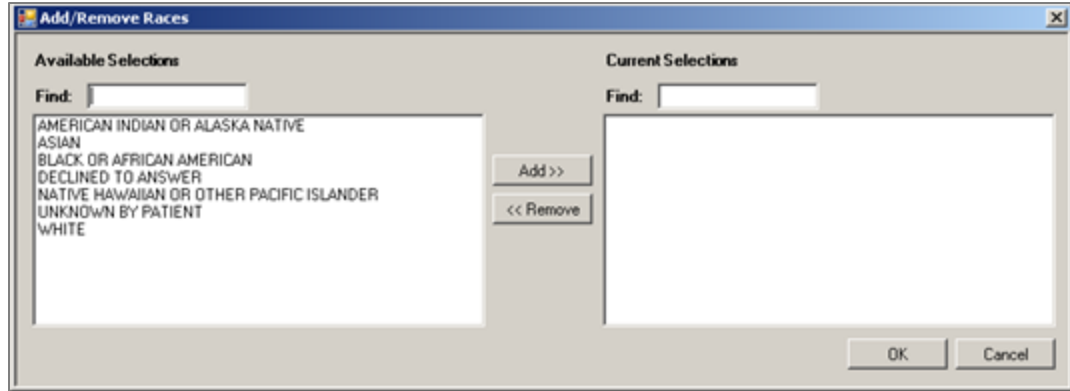 Add/Remove Races
Available Selections
Current Selections
Find:
Find:
AMERICAN INDIAN OR ALASKA NATIVE
ASIAN
BLACK OR AFRICAN AMERICAN
DECLINED TO ANSWER
NATIVE HAWAIIAN OR OTHER PACIFIC ISLANDER
UNKNOWN BY PATIENT
WHITE
Add >>
<< Remove
OK
Cancel